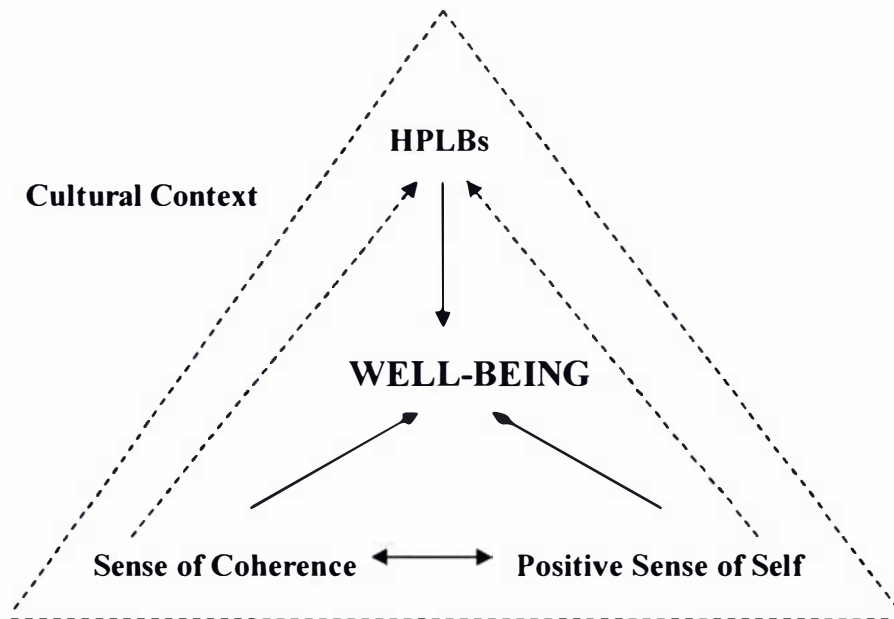 HPLBs
Cultural Context
WELL-BEING
Sense of Coherence
Positive Sense of Self